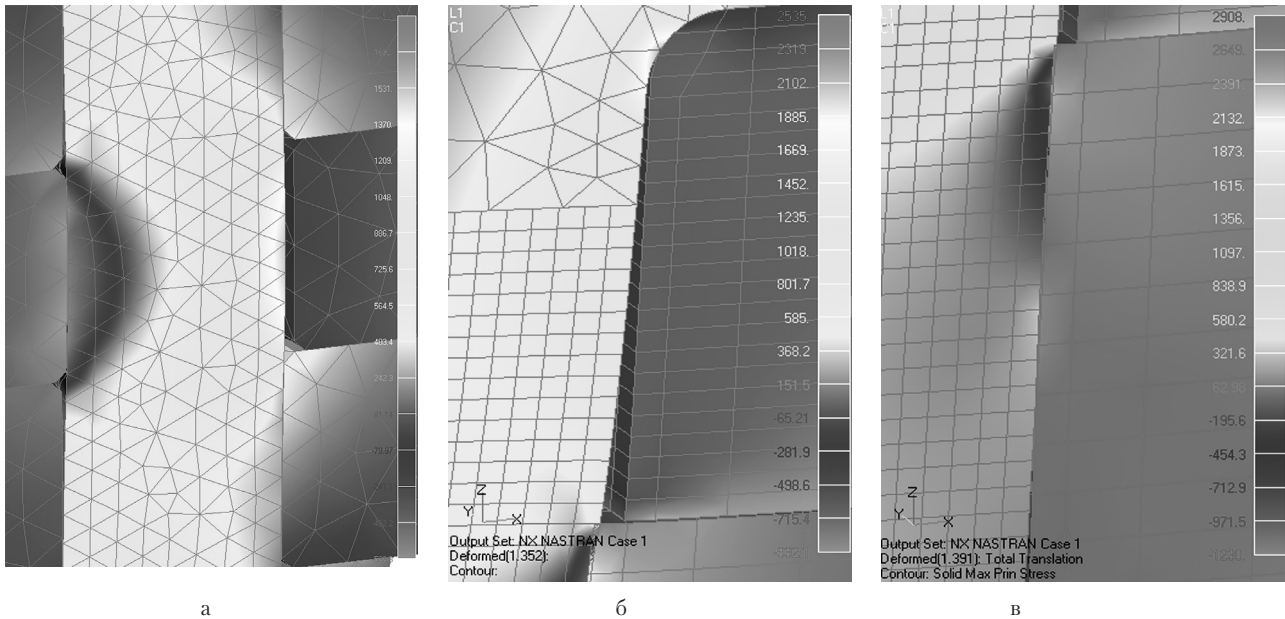 1531.
1370.
1209.
1048.
886.7
725.6
564.5
403.4
242.3
L1
C1
2535.
2319.
2102.
1885.
1669.
1452.
1235.
1018.
801.7
585.
368.2
151.5
-65.21
-281.9
-498.6
-715.4
Z
Y
X
Output Set: NX NASTRAN Case 1
Deformed(1.352):
Contour:
L1
C1
2908.
2649.
2391.
2132.
1873.
1615.
1356.
1097.
838.9
580.2
321.6
62.98
-195.6
-454.3
-712.9
-971.5
-1230.
Z
Y
X
Output Set: NX NASTRAN Case 1
Deformed(1.391): Total Translation
Contour: Solid Max Prin Stress
а
б
в